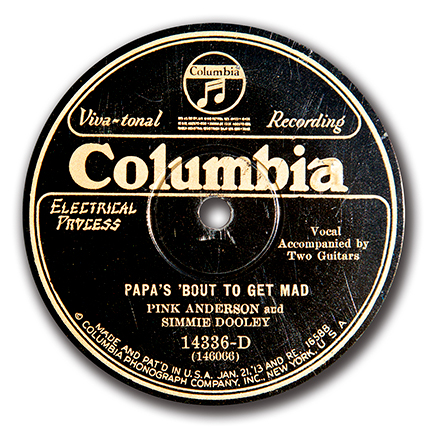 Columbia
Viva-tonal Recording
Columbia
ELECTRICAL
PROCESS
Vocal
Accompanied by
Two Guitars
PAPA'S 'BOUT TO GET MAD
PINK ANDERSON and
SIMMIE DOOLEY
14336-D
(146066)
MADE AND PAT'D IN U.S.A. JAN. 21,'13 AND RE. 16588
© COLUMBIA PHONOGRAPH COMPANY, INC., NEW YORK, U S A